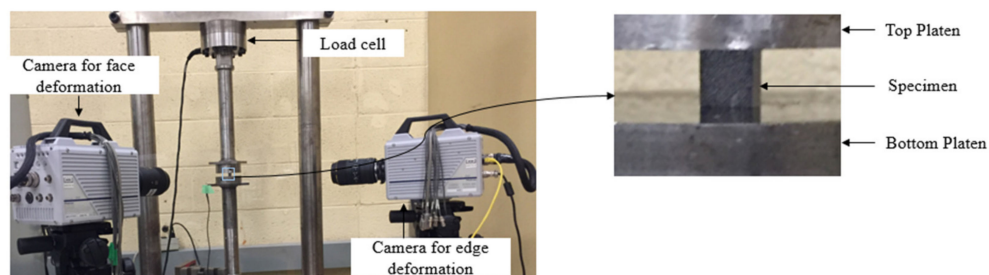 Load cell
Camera for face
deformation
Camera for edge
deformation
Top Platen
Specimen
Bottom Platen